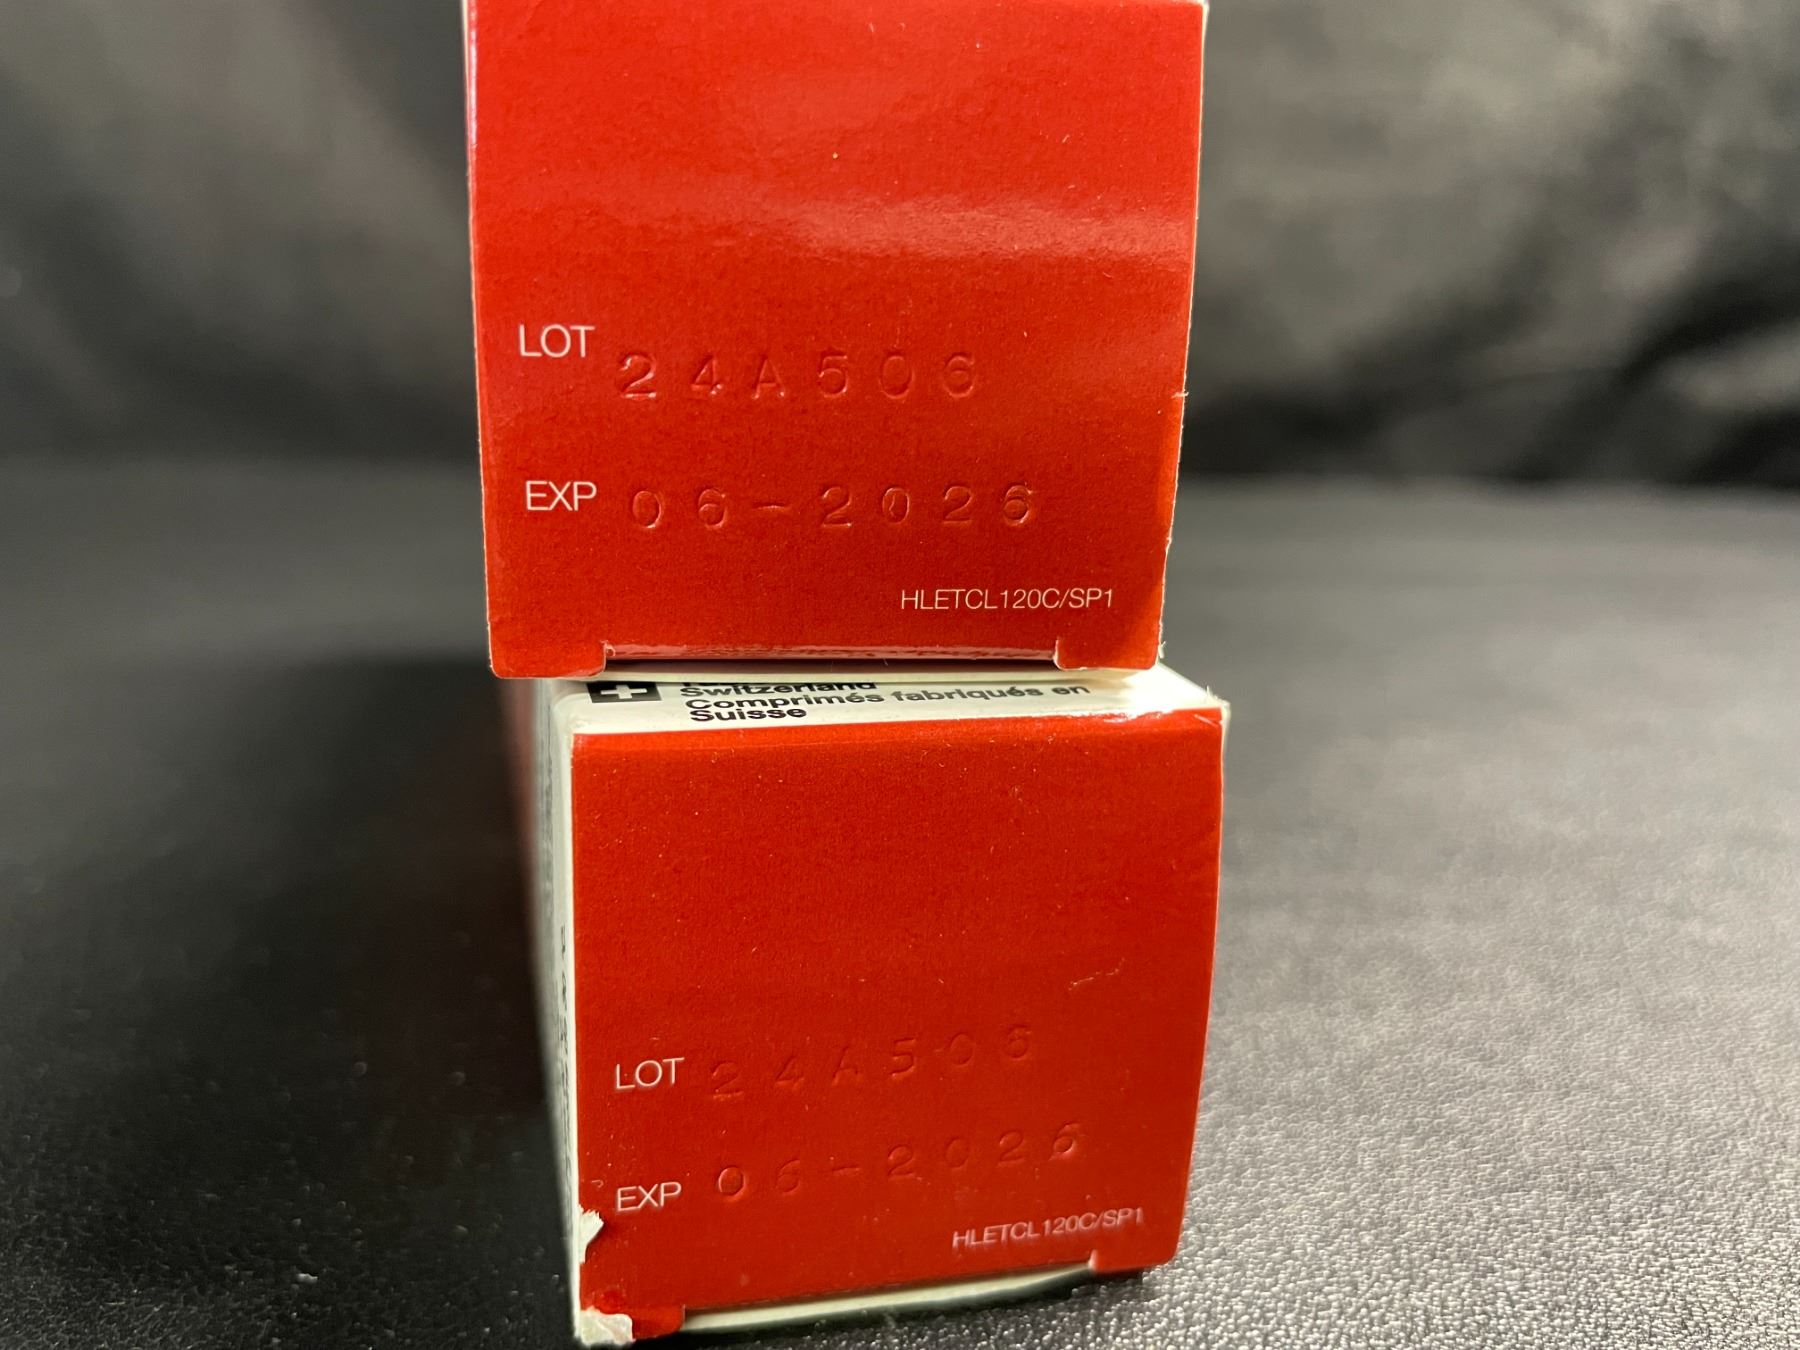 LOT 24A506
EXP 06-2026
HLETCL120C/SP1
Switzerland
Comprimés fabriqués en
Suisse
LOT 24A506
EXP 06-2026
HLETCL120C/SP1